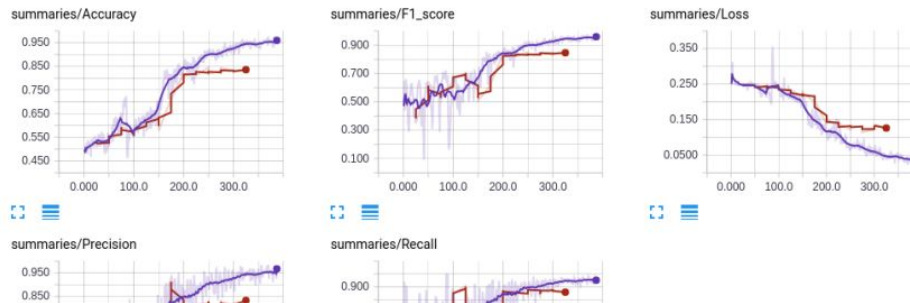 summaries/Accuracy
0.950
0.850
0.750
0.650
0.550
0.450
0.000 100.0 200.0 300.0
summaries/F1_score
0.900
0.700
0.500
0.300
0.100
0.000 100.0 200.0 300.0
summaries/Loss
0.350
0.250
0.150
0.0500
0.000 100.0 200.0 300.0
summaries/Precision
0.950
0.850
summaries/Recall
0.900